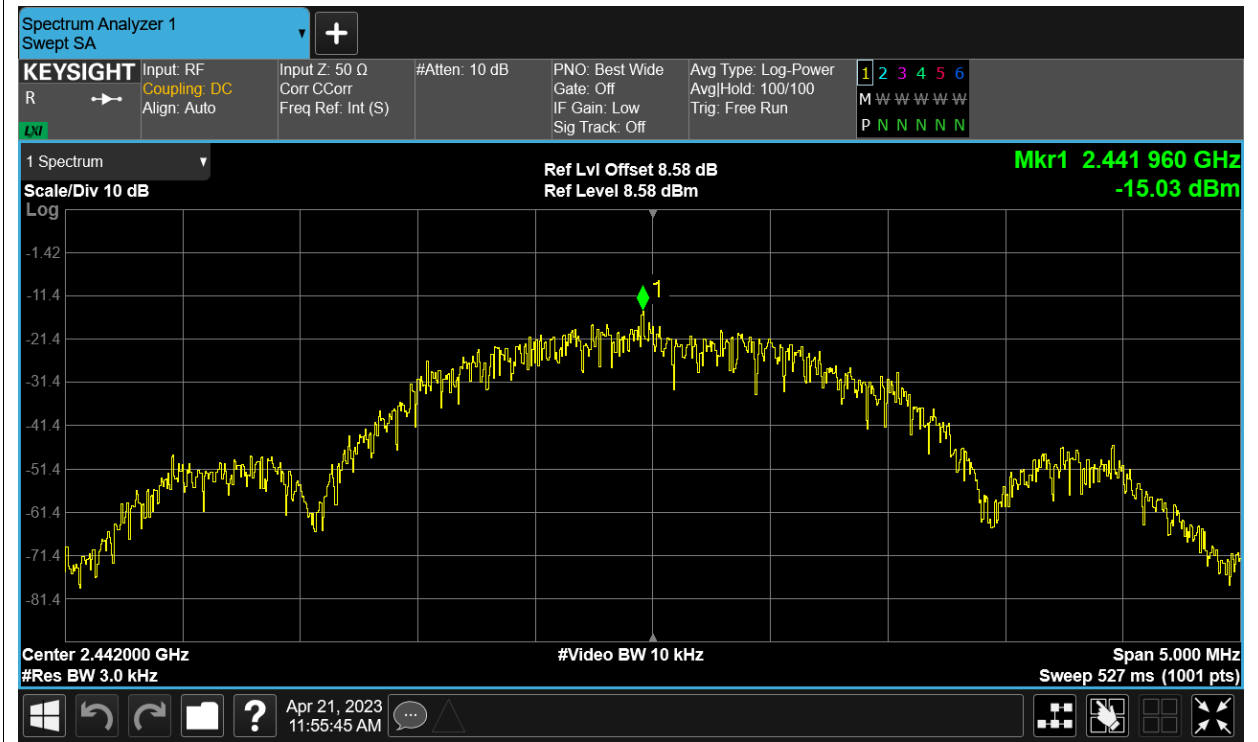 Spectrum Analyzer 1
Swept SA
+
KEYSIGHT
R
LXI
Input: RF
Coupling: DC
Align: Auto
Input Z: 50 Ω
Corr CCorr
Freq Ref: Int (S)
#Atten: 10 dB
PNO: Best Wide
Gate: Off
IF Gain: Low
Sig Track: Off
Avg Type: Log-Power
Avg|Hold: 100/100
Trig: Free Run
1 2 3 4 5 6
M W W W W W
P N N N N N
1 Spectrum
Ref Lvl Offset 8.58 dB
Mkr1 2.441 960 GHz
Scale/Div 10 dB
Ref Level 8.58 dBm
-15.03 dBm
Log
-1.42
1
-11.4
-21.4
-31.4
-41.4
-51.4
-61.4
-71.4
-81.4
Center 2.442000 GHz
#Video BW 10 kHz
Span 5.000 MHz
#Res BW 3.0 kHz
Sweep 527 ms (1001 pts)
?
Apr 21, 2023
11:55:45 AM